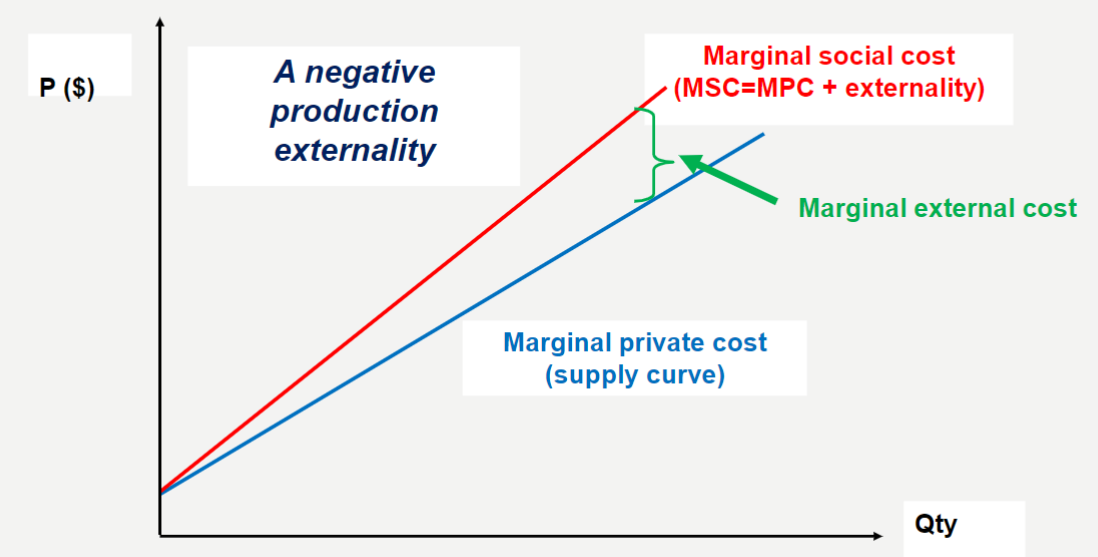 P ($)
A negative
production
externality
Marginal social cost
(MSC=MPC + externality)
Marginal external cost
Marginal private cost
(supply curve)
Qty